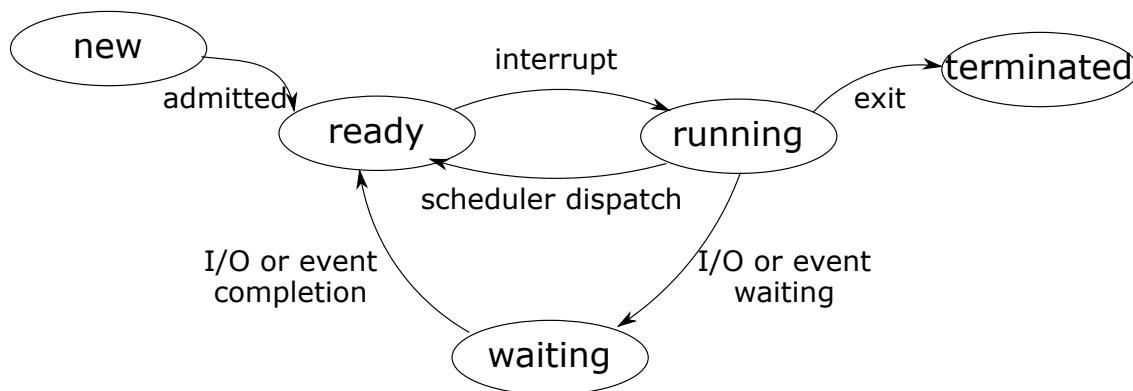 new
interrupt
terminated
admitted
exit
ready
running
scheduler dispatch
I/O or event
completion
I/O or event
waiting
waiting